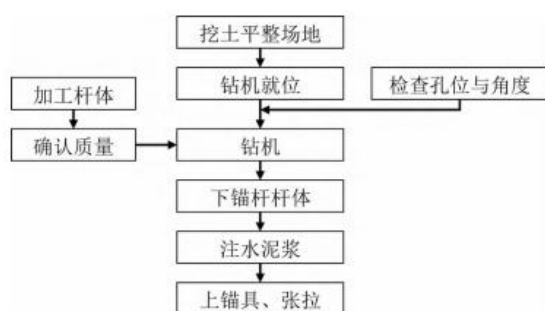 挖土平整场地
钻机就位
检查孔位与角度
加工杆体
确认质量
钻机
下锚杆杆体
注水泥浆
上锚具、张拉